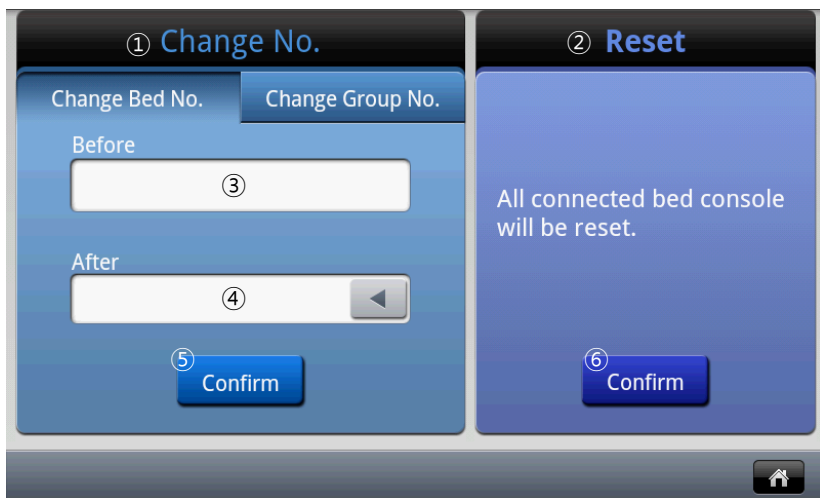 ① Change No.
Change Bed No.
Change Group No.
Before
③
After
④
⑤
Confirm
② Reset
All connected bed console
will be reset.
⑥
Confirm